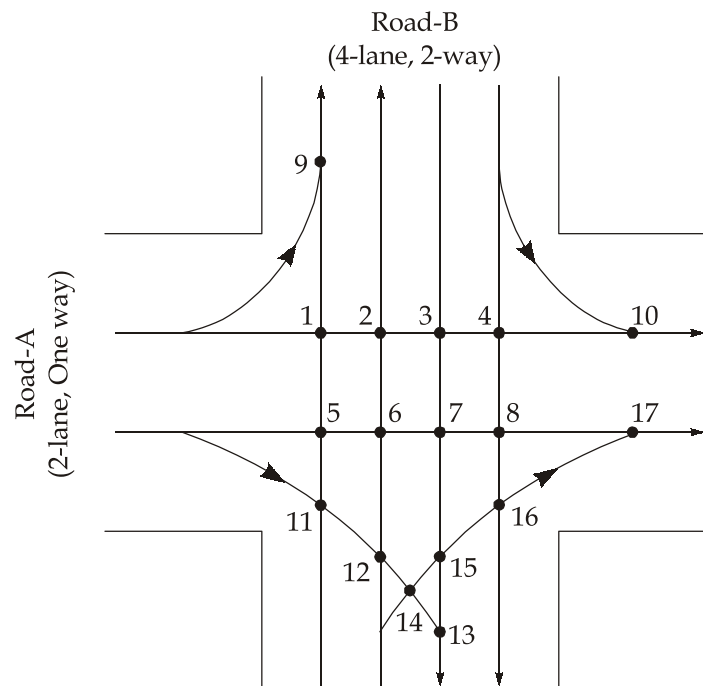 Road-B
(4-lane, 2-way)
9
1 2 3 4 10
Road-A
(2-lane, One way)
5 6 7 8 17
11 16
12 15
14 13